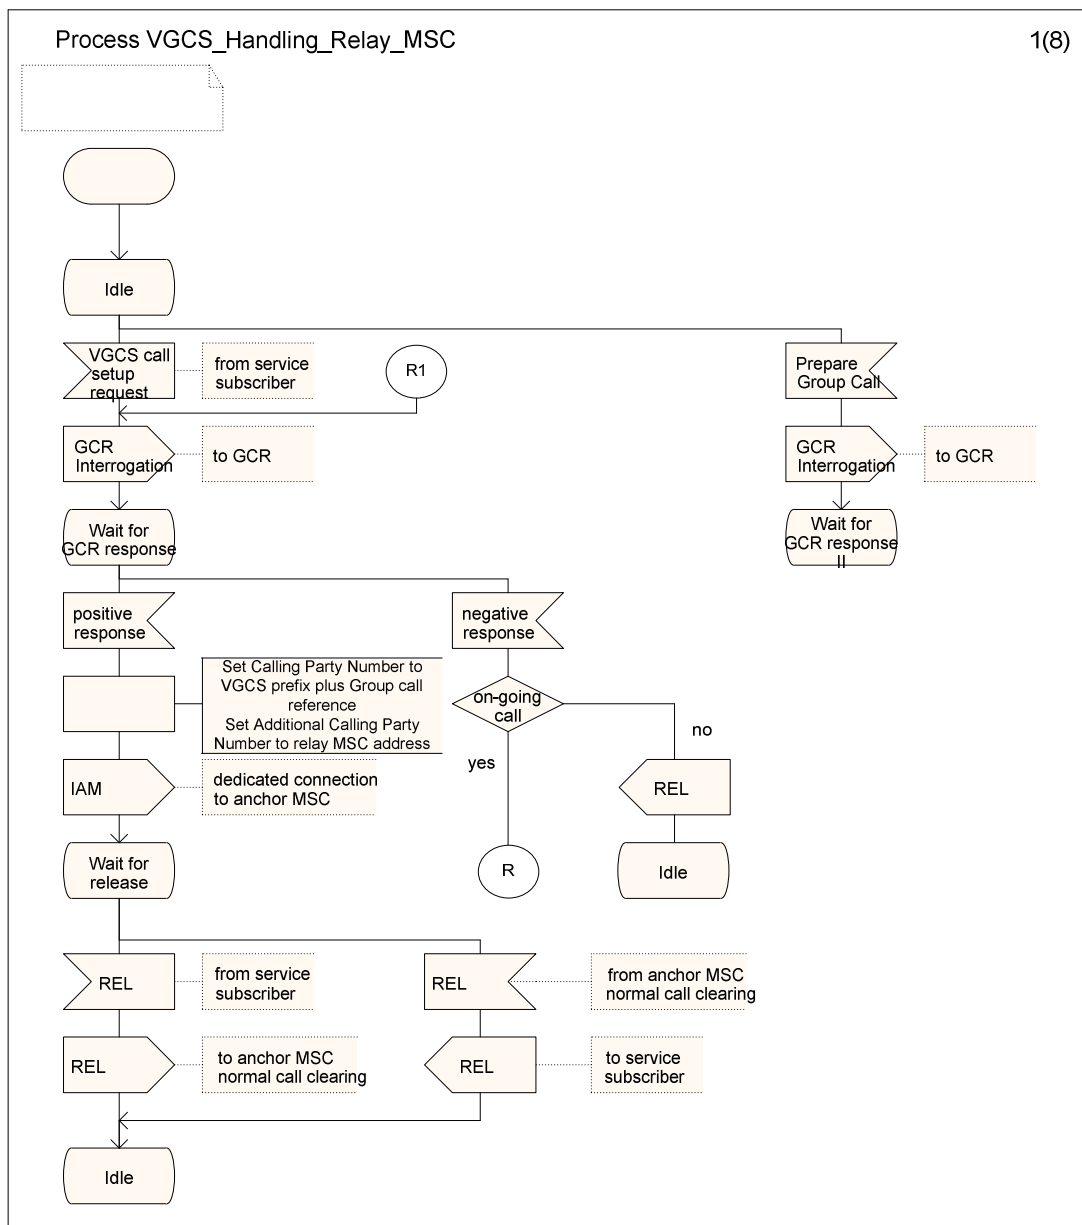 Process VGCS_Handling_Relay_MSC
1(8)
Idle
VGCS call
setup
request
from service
subscriber
R1
Prepare
Group Call
GCR
Interrogation
to GCR
GCR
Interrogation
to GCR
Wait for
GCR response
Wait for
GCR response
II
positive
response
negative
response
Set Calling Party Number to
VGCS prefix plus Group call
reference
Set Additional Calling Party
Number to relay MSC address
on-going
call
no
yes
IAM
dedicated connection
to anchor MSC
REL
Wait for
release
R
Idle
REL
from service
subscriber
REL
from anchor MSC
normal call clearing
REL
to anchor MSC
normal call clearing
REL
to service
subscriber
Idle